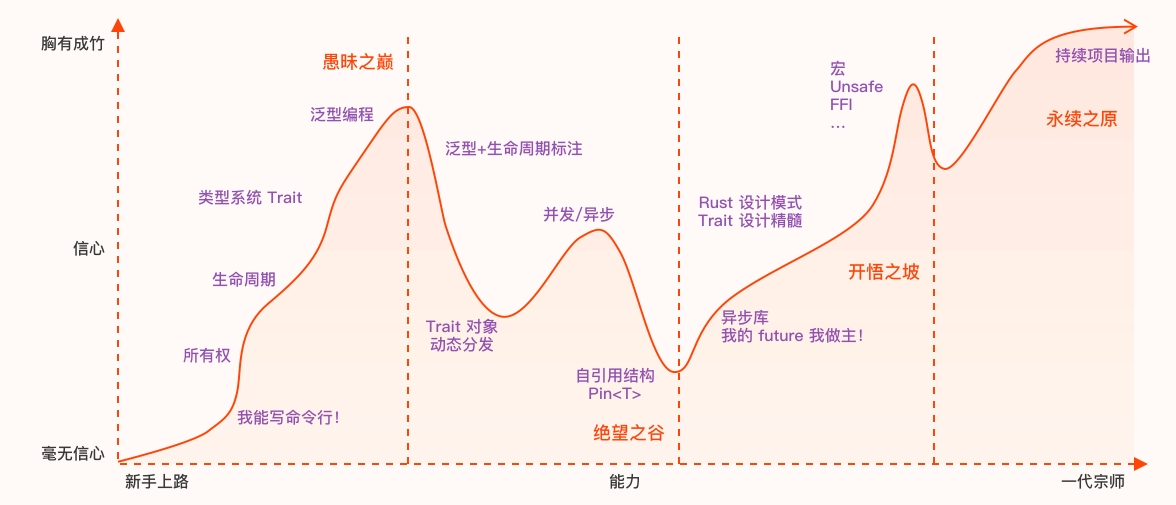 胸有成竹
信心
毫无信心
愚昧之巅
泛型编程
类型系统 Trait
生命周期
所有权
我能写命令行!
泛型+生命周期标注
并发/异步
Trait 对象
动态分发
自引用结构
Pin<T>
绝望之谷
宏
Unsafe
FFI
...
Rust 设计模式
Trait 设计精髓
开悟之坡
异步库
我的 future 我做主!
持续项目输出
永续之原
新手上路
能力
一代宗师